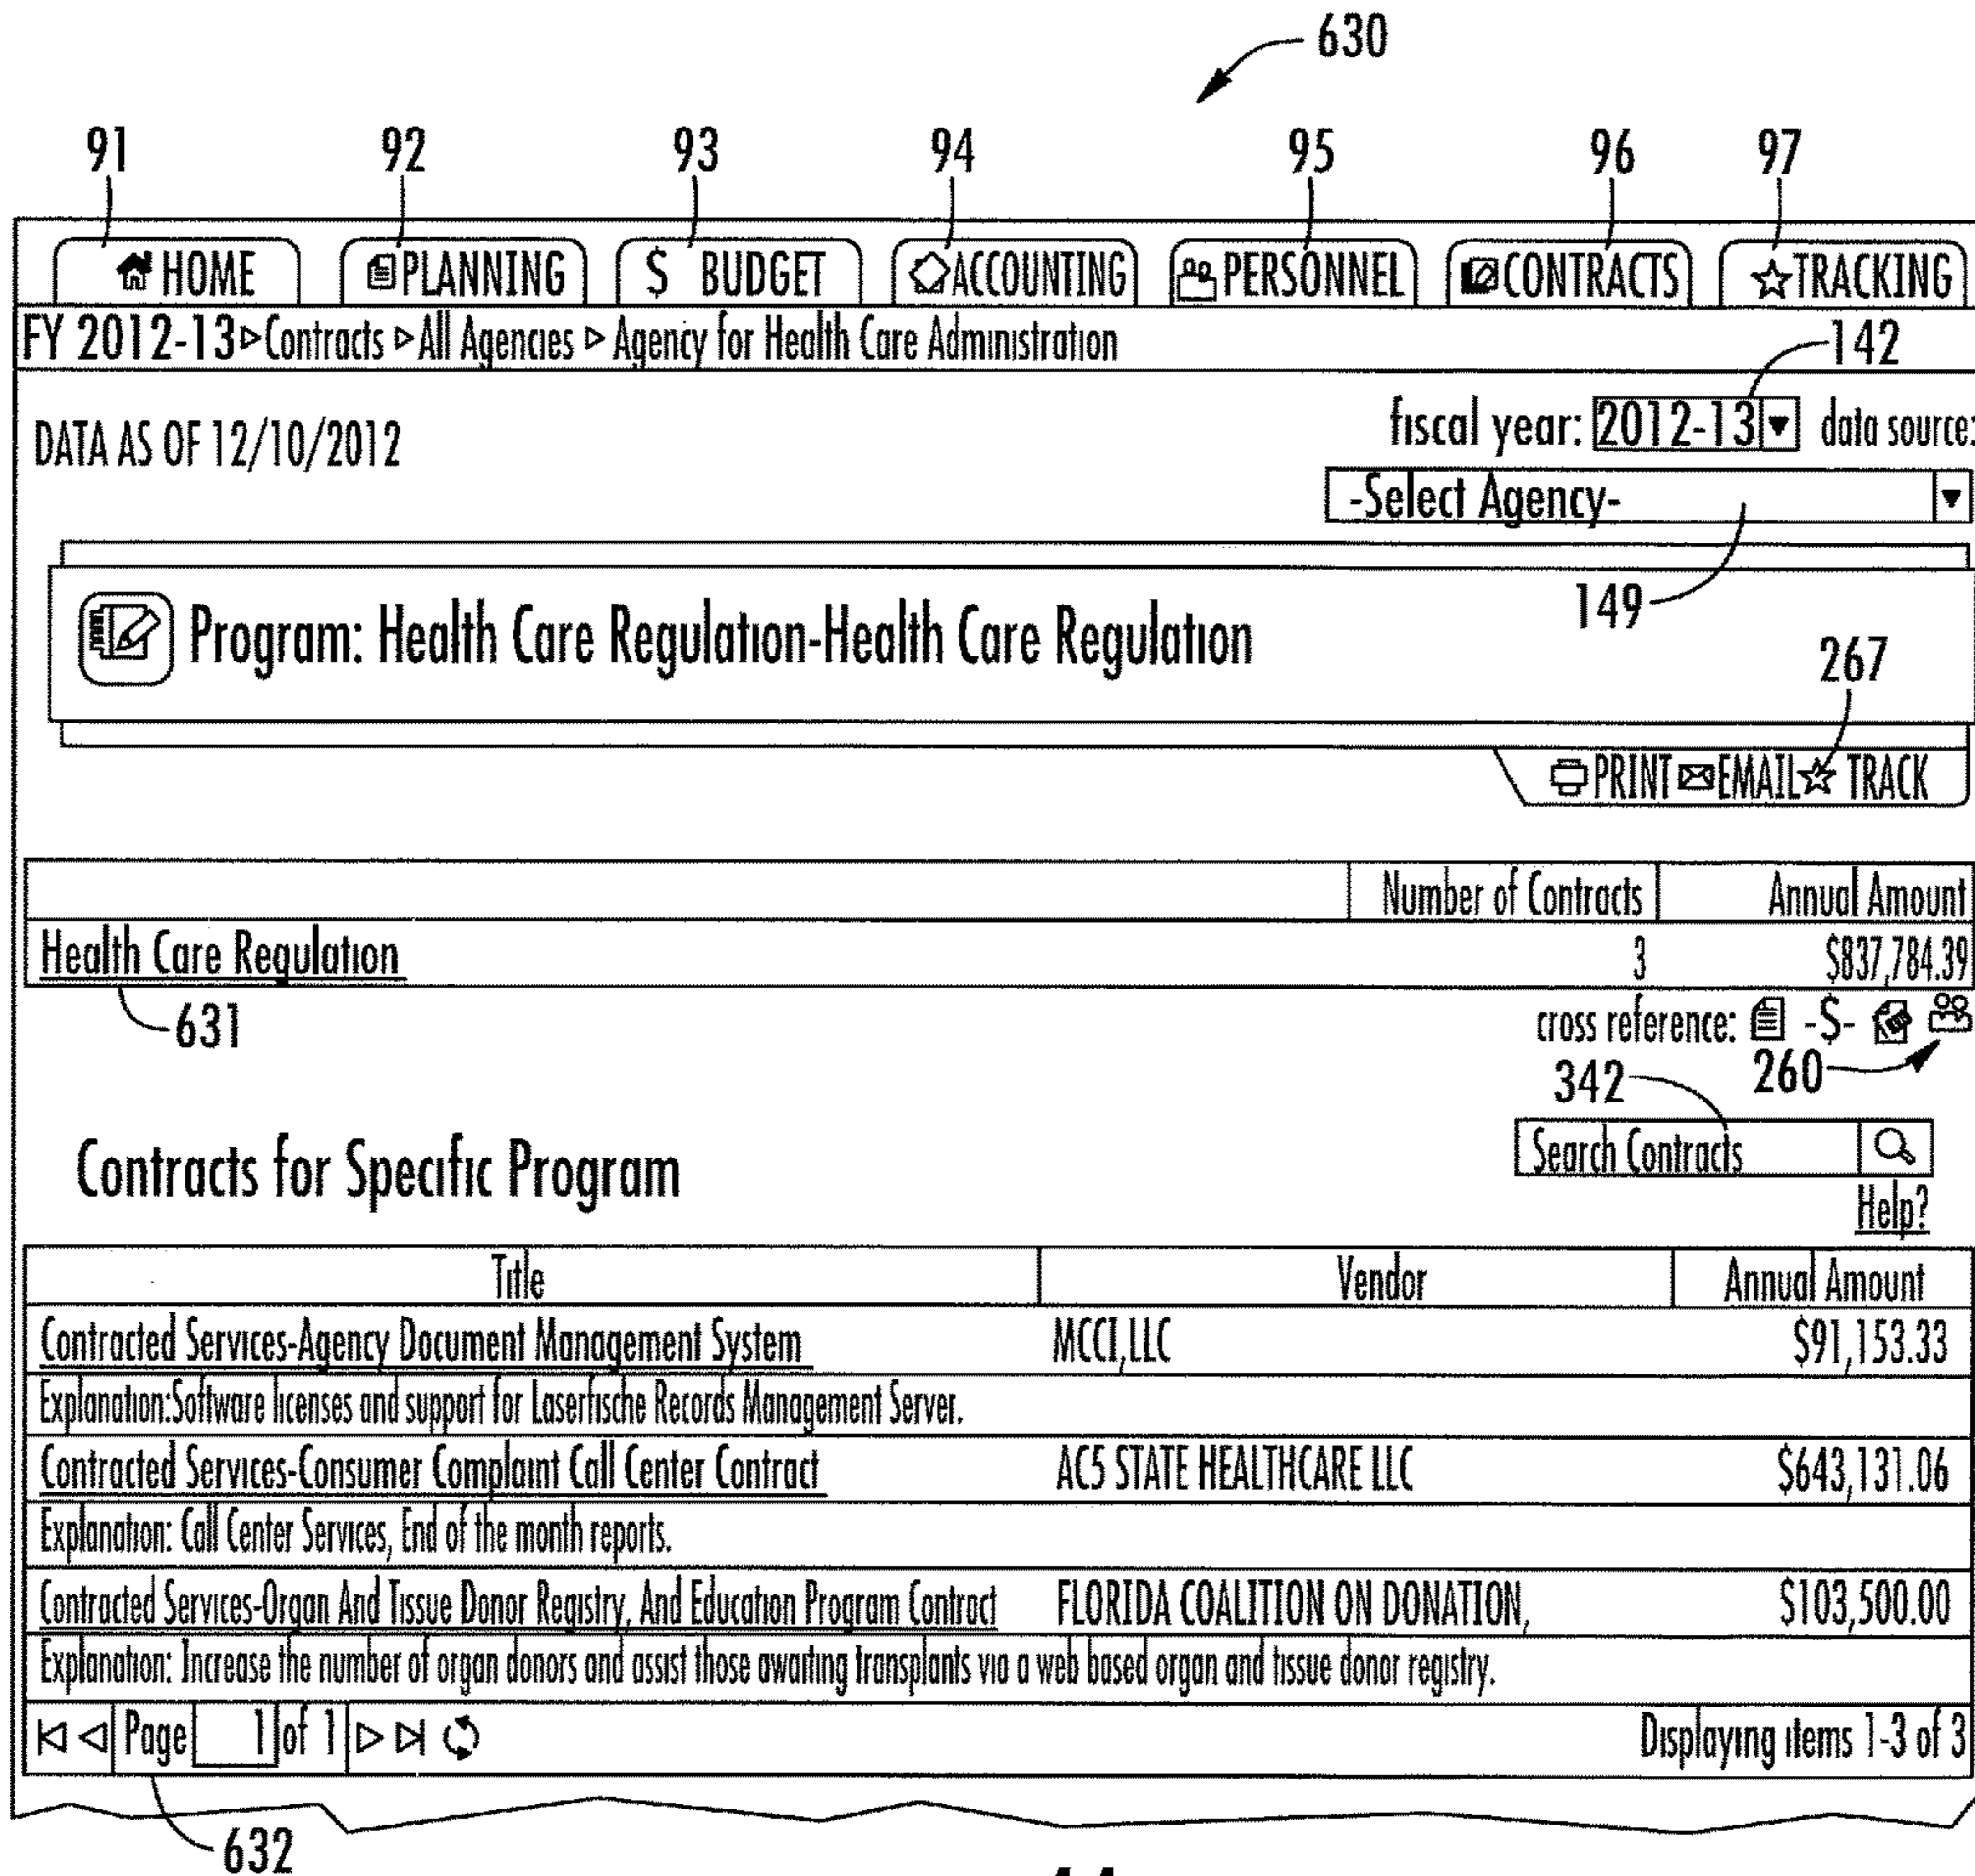 630
91 92 93 94 95 96 97
HOME PLANNING $ BUDGET ACCOUNTING PERSONNEL CONTRACTS TRACKING
FY 2012-13▹Contracts ▹All Agencies ▹ Agency for Health Care Administration
142
DATA AS OF 12/10/2012
fiscal year: 2012-13 data source:
-Select Agency-
149
Program: Health Care Regulation-Health Care Regulation
267
PRINT EMAIL TRACK
Number of Contracts Annual Amount
Health Care Regulation 3 $837,784.39
631
cross reference: -$-
260
342
Contracts for Specific Program
Search Contracts
Help?
Title Vendor Annual Amount
Contracted Services-Agency Document Management System MCCI,LLC $91,153.33
Explanation:Software licenses and support for Laserfische Records Management Server.
Contracted Services-Consumer Complaint Call Center Contract AC5 STATE HEALTHCARE LLC $643,131.06
Explanation: Call Center Services, End of the month reports.
Contracted Services-Organ And Tissue Donor Registry, And Education Program Contract FLORIDA COALITION ON DONATION, $103,500.00
Explanation: Increase the number of organ donors and assist those awaiting transplants via a web based organ and tissue donor registry.
Page 1 of 1 Displaying items 1-3 of 3
632